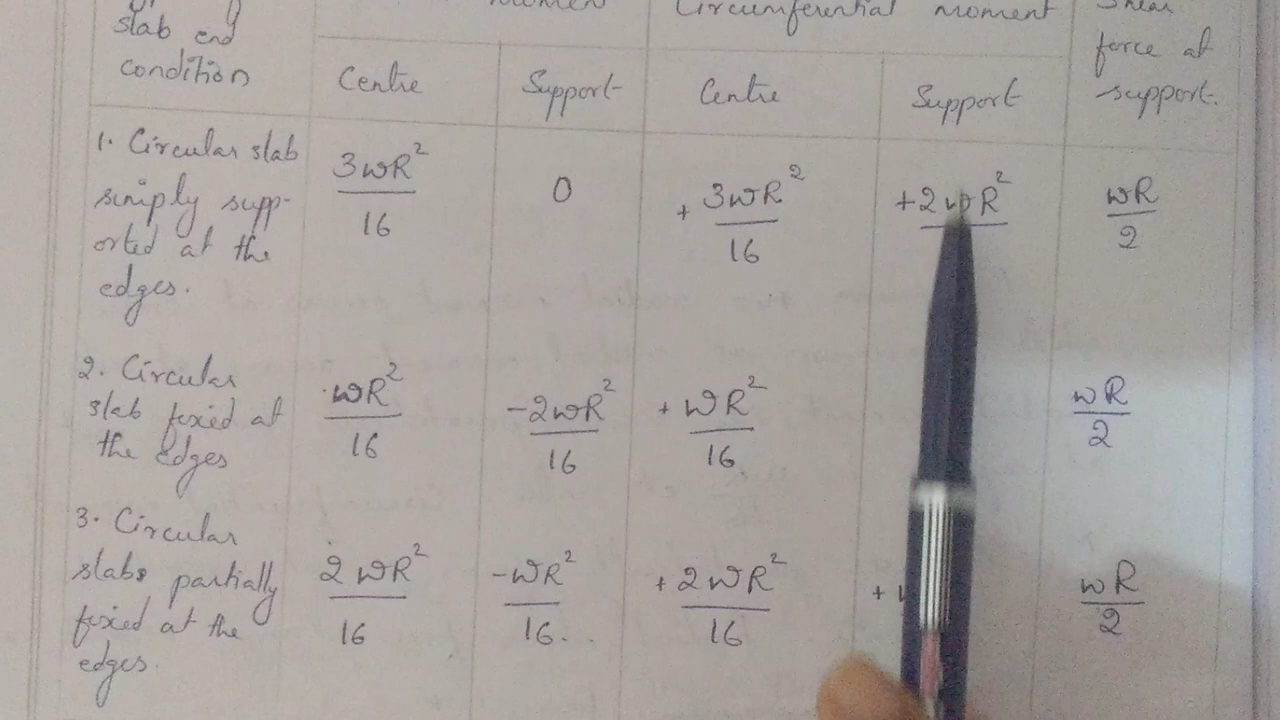 Moment Circumferential moment Shear
slab end condition Centre Support Centre Support force at support.
1. Circular slab simply supp-orted at the edges. 3wR²/16 0 + 3wR²/16 +2wR² wR/2
2. Circular slab fixed at the edges wR²/16 -2wR²/16 + wR²/16 wR/2
3. Circular slabs partially fixed at the edges. 2wR²/16 -wR²/16. + 2wR²/16 + wR/2